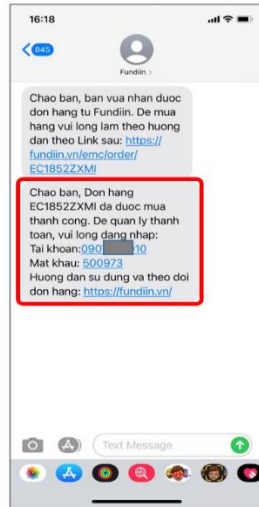 16:18
845
Fundiin >
Chao ban, ban vua nhan duoc
don hang tu Fundiin. De mua
hang vui long lam theo huong
dan theo Link sau: https://
fundiin.vn/emc/order/
EC1852ZXMI
Chao ban, Don hang
EC1852ZXMI da duoc mua
thanh cong. De quan ly thanh
toan, vui long dang nhap:
Tai khoan:090 10
Mat khau: 500973
Huong dan su dung va theo doi
don hang: https://fundiin.vn/
Text Message